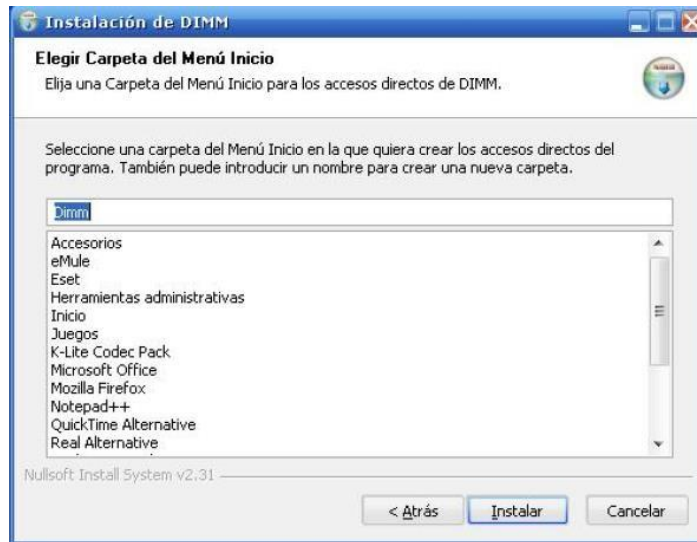 Instalación de DIMM
Elegir Carpeta del Menú Inicio
Elija una Carpeta del Menú Inicio para los accesos directos de DIMM.
Seleccione una carpeta del Menú Inicio en la que quiera crear los accesos directos del
programa. También puede introducir un nombre para crear una nueva carpeta.
Dimm
Accesorios
eMule
Eset
Herramientas administrativas
Inicio
Juegos
K-Lite Codec Pack
Microsoft Office
Mozilla Firefox
Notepad++
QuickTime Alternative
Real Alternative
Nullsoft Install System v2.31
< Atrás Instalar Cancelar